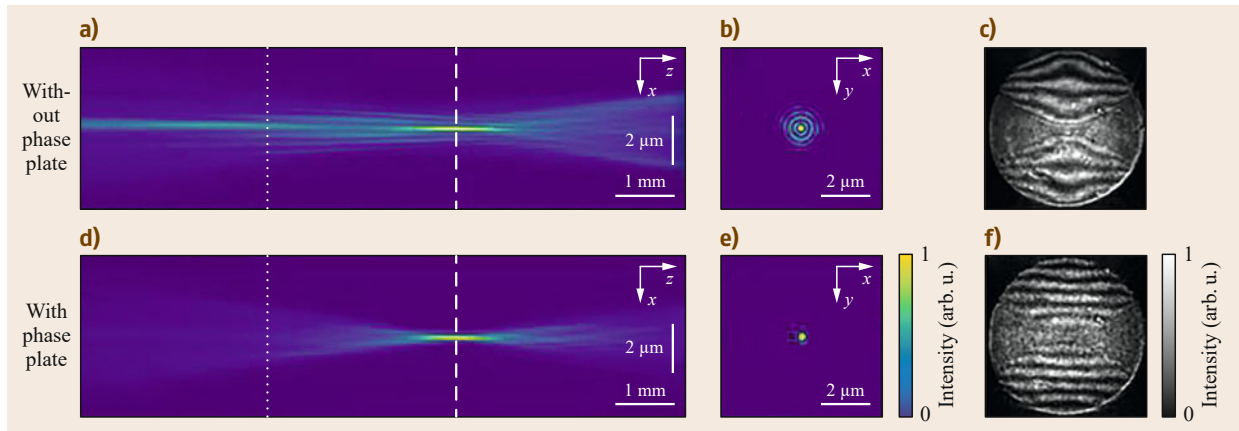 a)
b)
c)
With-
out
phase
plate
z
x
2 µm
1 mm
x
y
2 µm
d)
e)
f)
With
phase
plate
z
x
2 µm
1 mm
x
y
2 µm
1
Intensity (arb. u.)
0
1
Intensity (arb. u.)
0